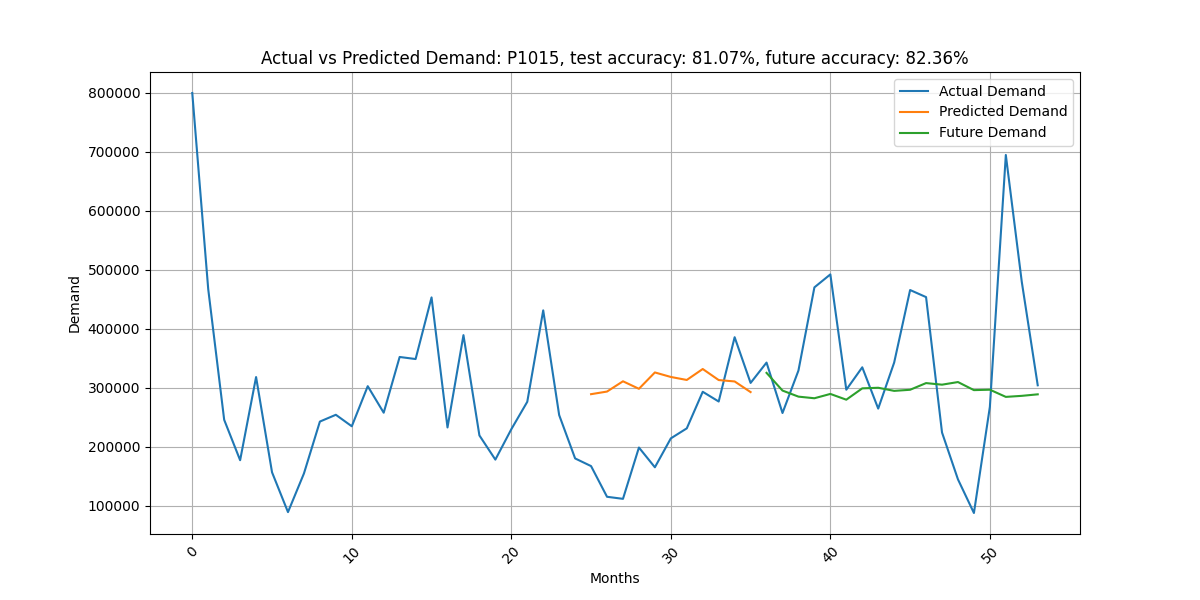 Actual vs Predicted Demand: P1015, test accuracy: 81.07%, future accuracy: 82.36%
Actual Demand
Predicted Demand
Future Demand
800000
700000
600000
500000
400000
300000
200000
100000
Demand
0
10
20
30
40
50
Months